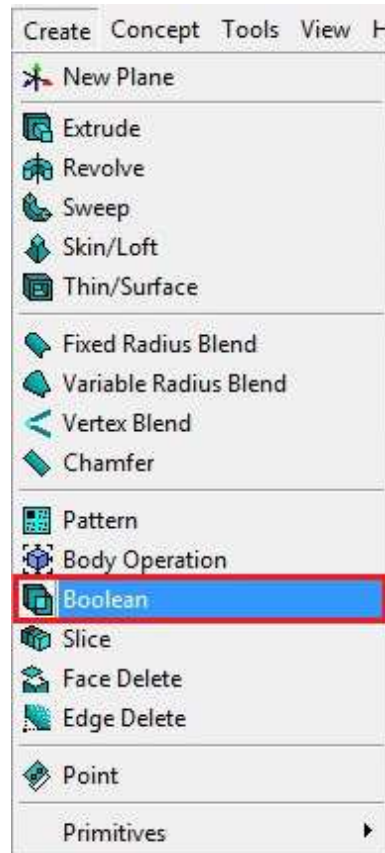 Create Concept Tools View
New Plane
Extrude
Revolve
Sweep
Skin/Loft
Thin/Surface
Fixed Radius Blend
Variable Radius Blend
Vertex Blend
Chamfer
Pattern
Body Operation
Boolean
Slice
Face Delete
Edge Delete
Point
Primitives